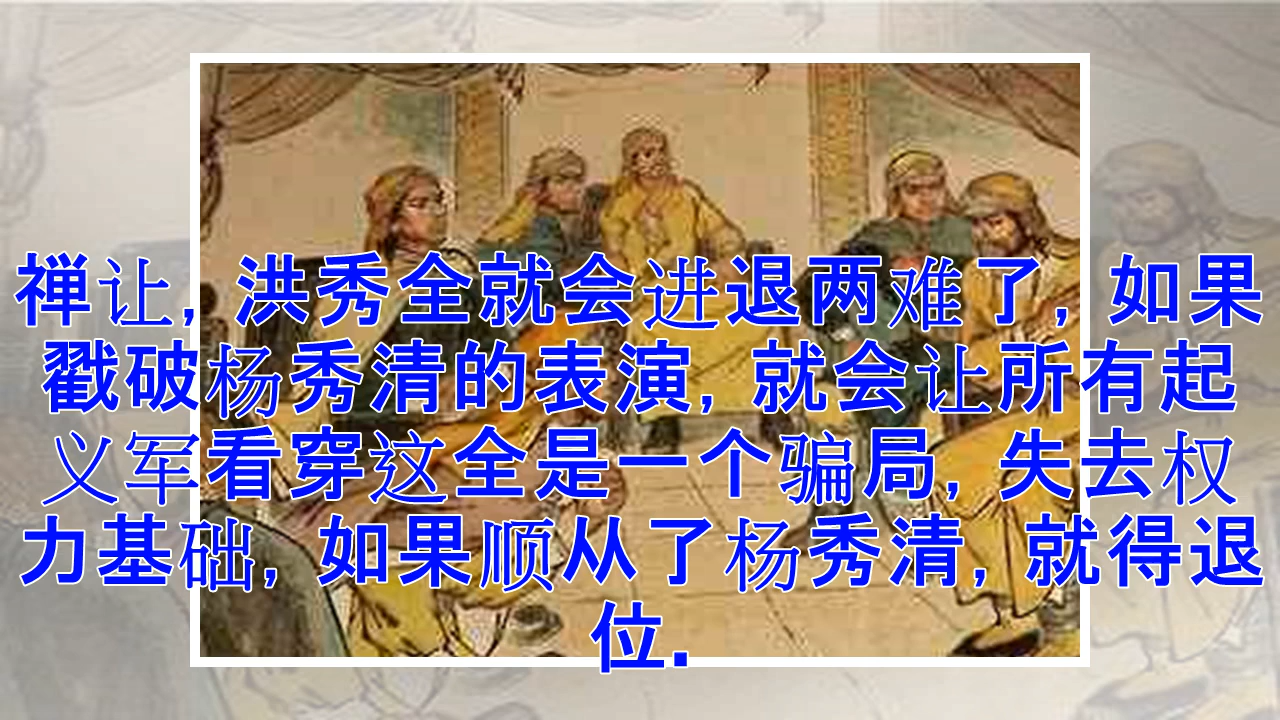 禅让, 洪秀全就会进退两难了, 如果
戳破杨秀清的表演, 就会让所有起
义军看穿这全是一个骗局, 失去权
力基础, 如果顺从了杨秀清, 就得退
位.